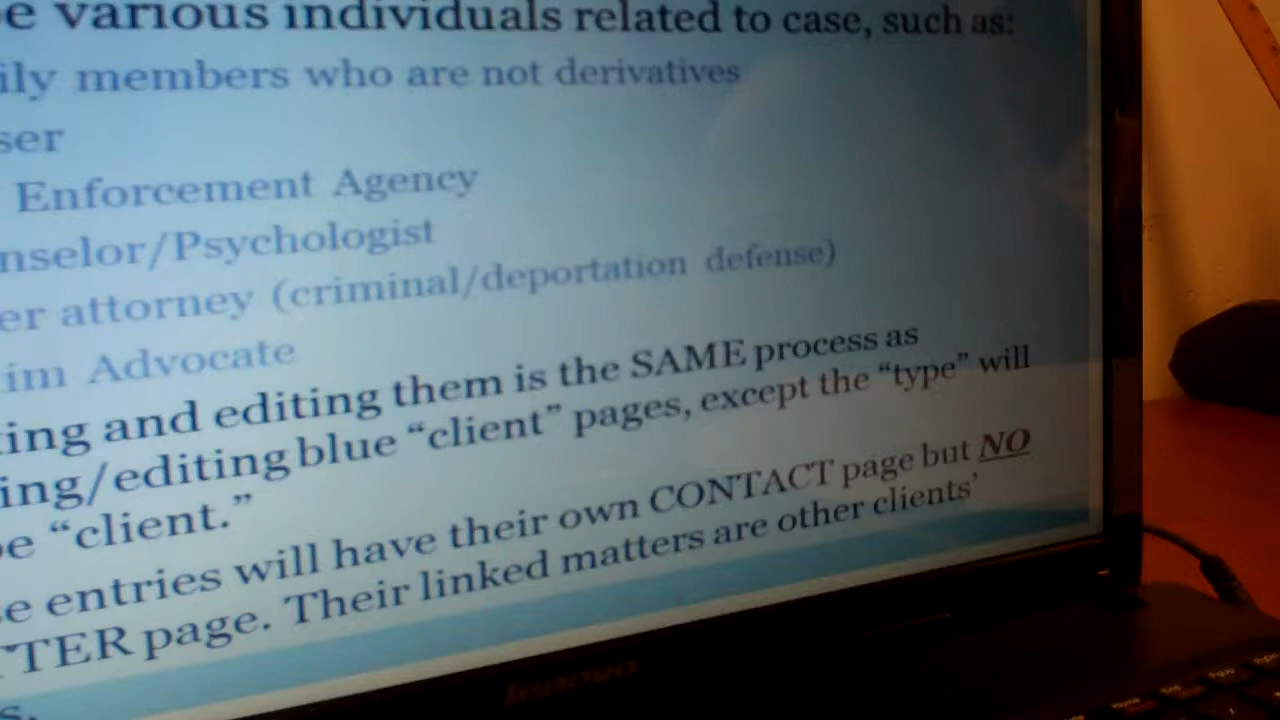 e various individuals related to case, such as:
ily members who are not derivatives
ser
Enforcement Agency
nselor/Psychologist
er attorney (criminal/deportation defense)
im Advocate
ing and editing them is the SAME process as
ing/editing blue “client” pages, except the “type” will
e “client.”
e entries will have their own CONTACT page but NO
TTER page. Their linked matters are other clients’
s.
lenovo
Home